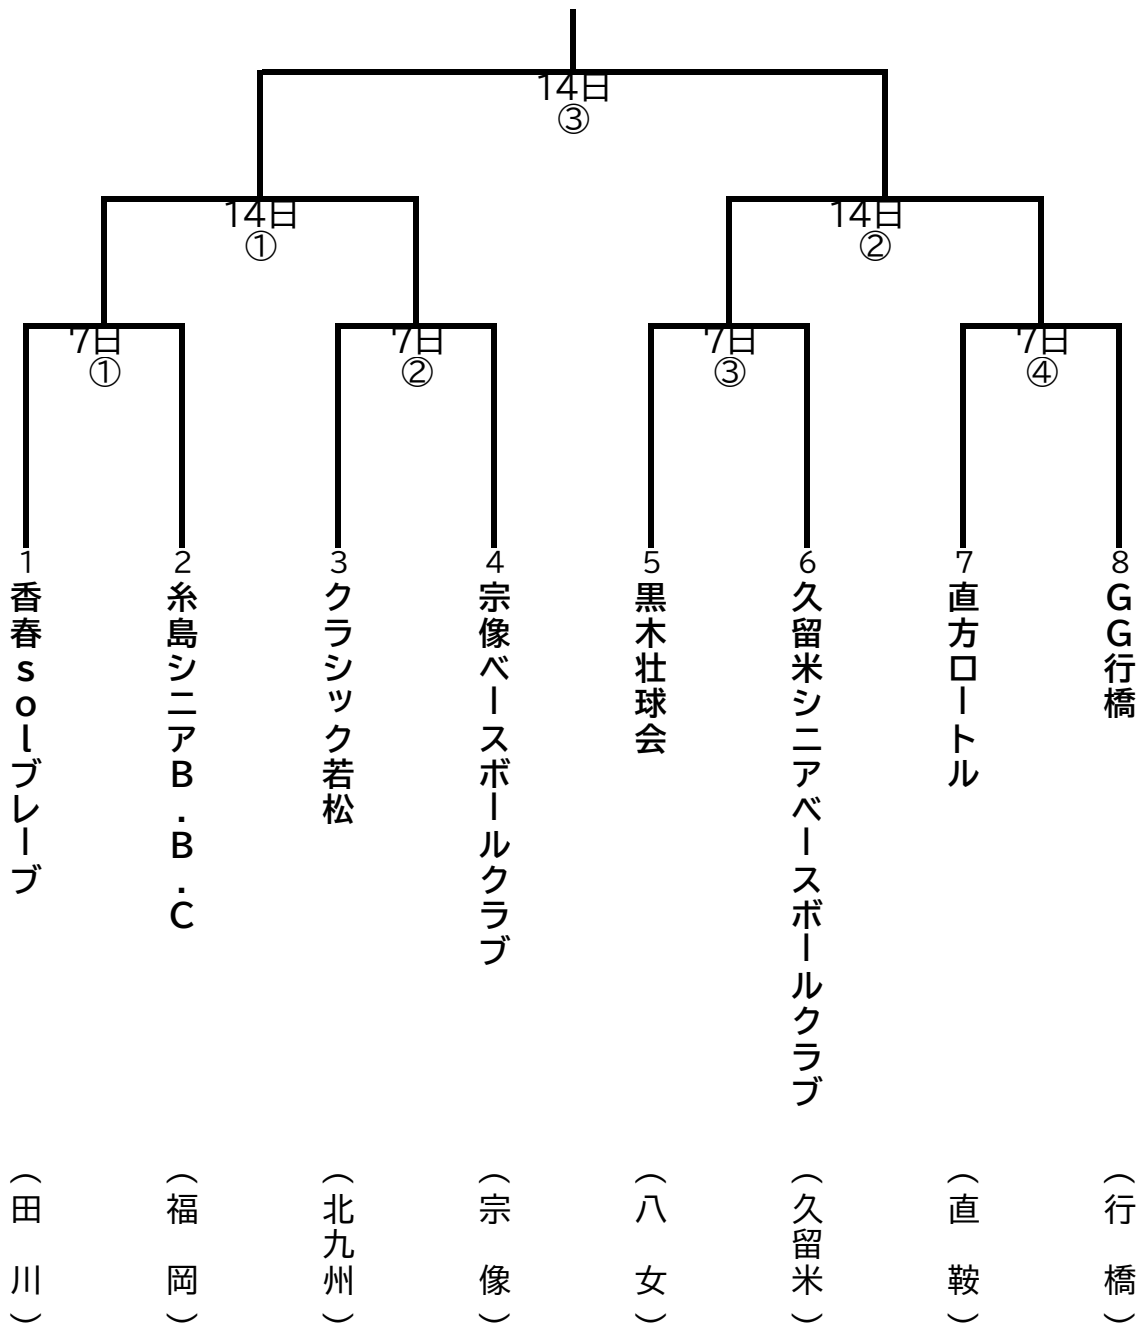 14日
③
14日
①
14日
②
7日
①
7日
②
7日
③
7日
④
1
香春solブレーブ
（田川）
2
糸島シニアB.B.C
（福岡）
3
クラシック若松
（北九州）
4
宗像ベースボールクラブ
（宗像）
5
黒木壮球会
（八女）
6
久留米シニアベースボールクラブ
（久留米）
7
直方ロートル
（直鞍）
8
GG行橋
（行橋）